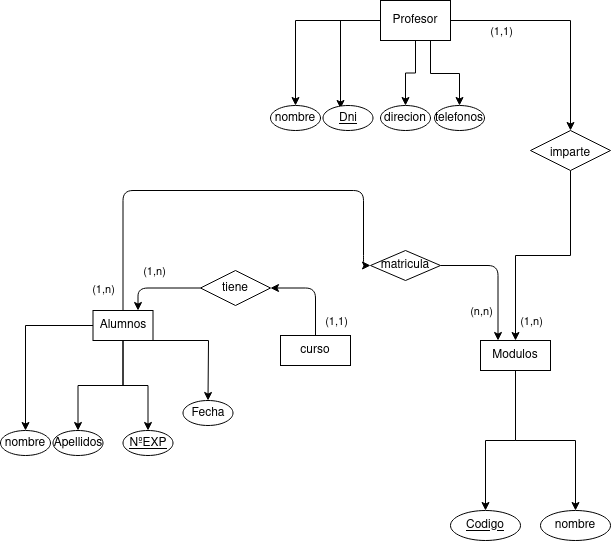 Profesor
(1,1)
nombre
Dni
direcion
telefonos
imparte
matricula
(1,n)
tiene
(1,n)
(n,n)
(1,1)
(1,n)
Alumnos
curso
Modulos
Fecha
nombre
Apellidos
NºEXP
Codigo
nombre